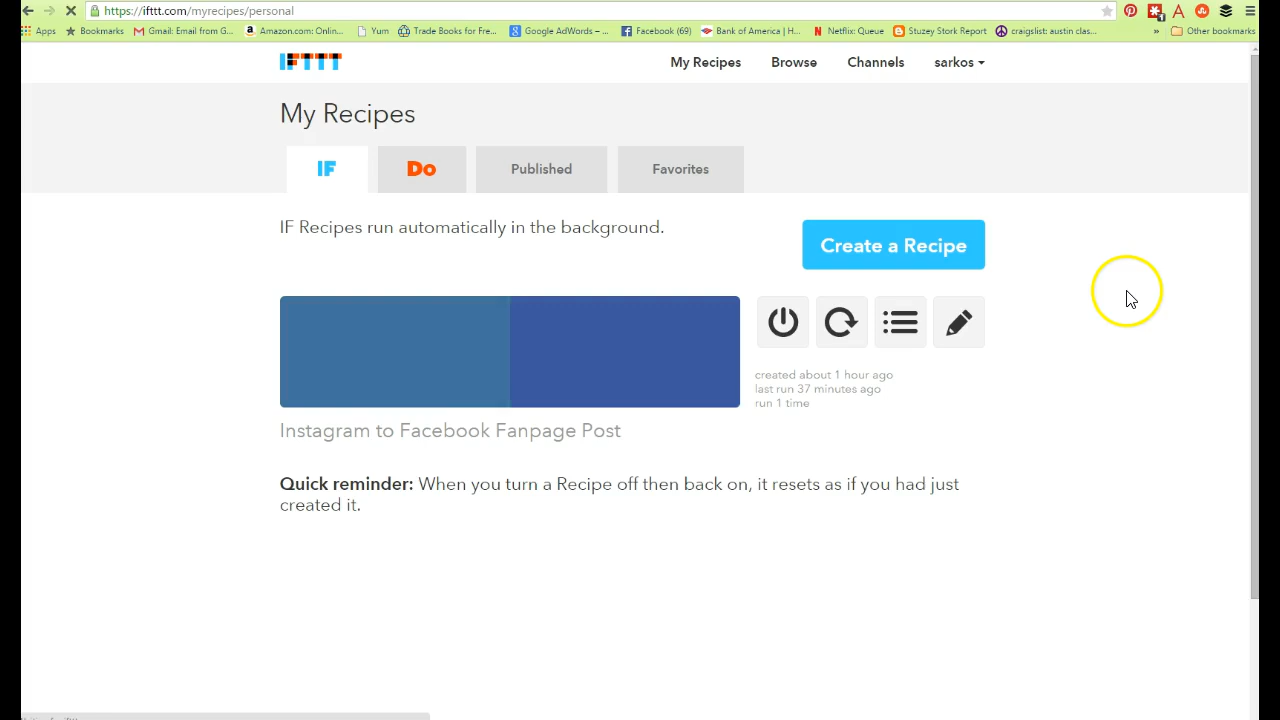 https://ifttt.com/myrecipes/personal
Apps Bookmarks Gmail: Email from G... Amazon.com: Onlin... Yum Trade Books for Fre... Google AdWords – ... Facebook (69) Bank of America | H... Netflix: Queue Stuzey Stork Report craigslist: austin clas... » Other bookmarks
IFTTT My Recipes Browse Channels sarkos
My Recipes
IF Do Published Favorites
IF Recipes run automatically in the background.
Create a Recipe
created about 1 hour ago
last run 37 minutes ago
run 1 time
Instagram to Facebook Fanpage Post
Quick reminder: When you turn a Recipe off then back on, it resets as if you had just
created it.